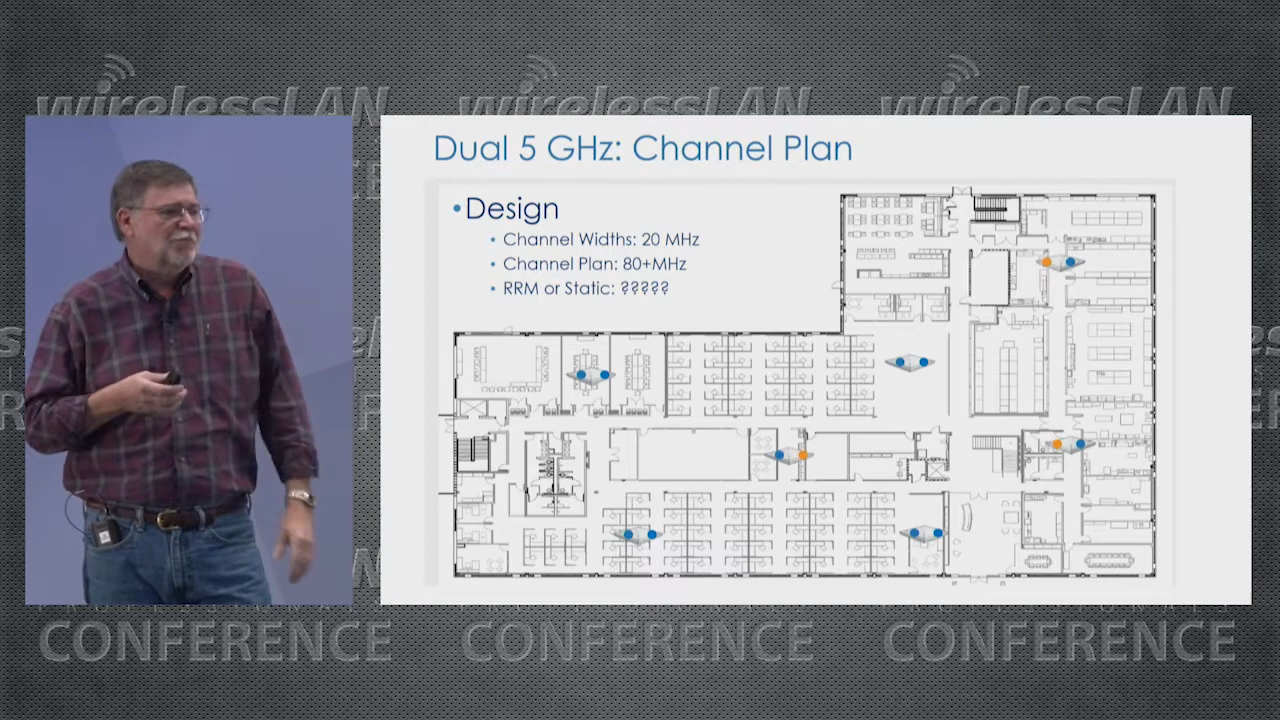 wirelessLAN wirelessLAN wirelessLAN
Dual 5 GHz: Channel Plan
•Design
• Channel Widths: 20 MHz
• Channel Plan: 80+MHz
• RRM or Static: ?????
CONFERENCE CONFERENCE CONFERENCE